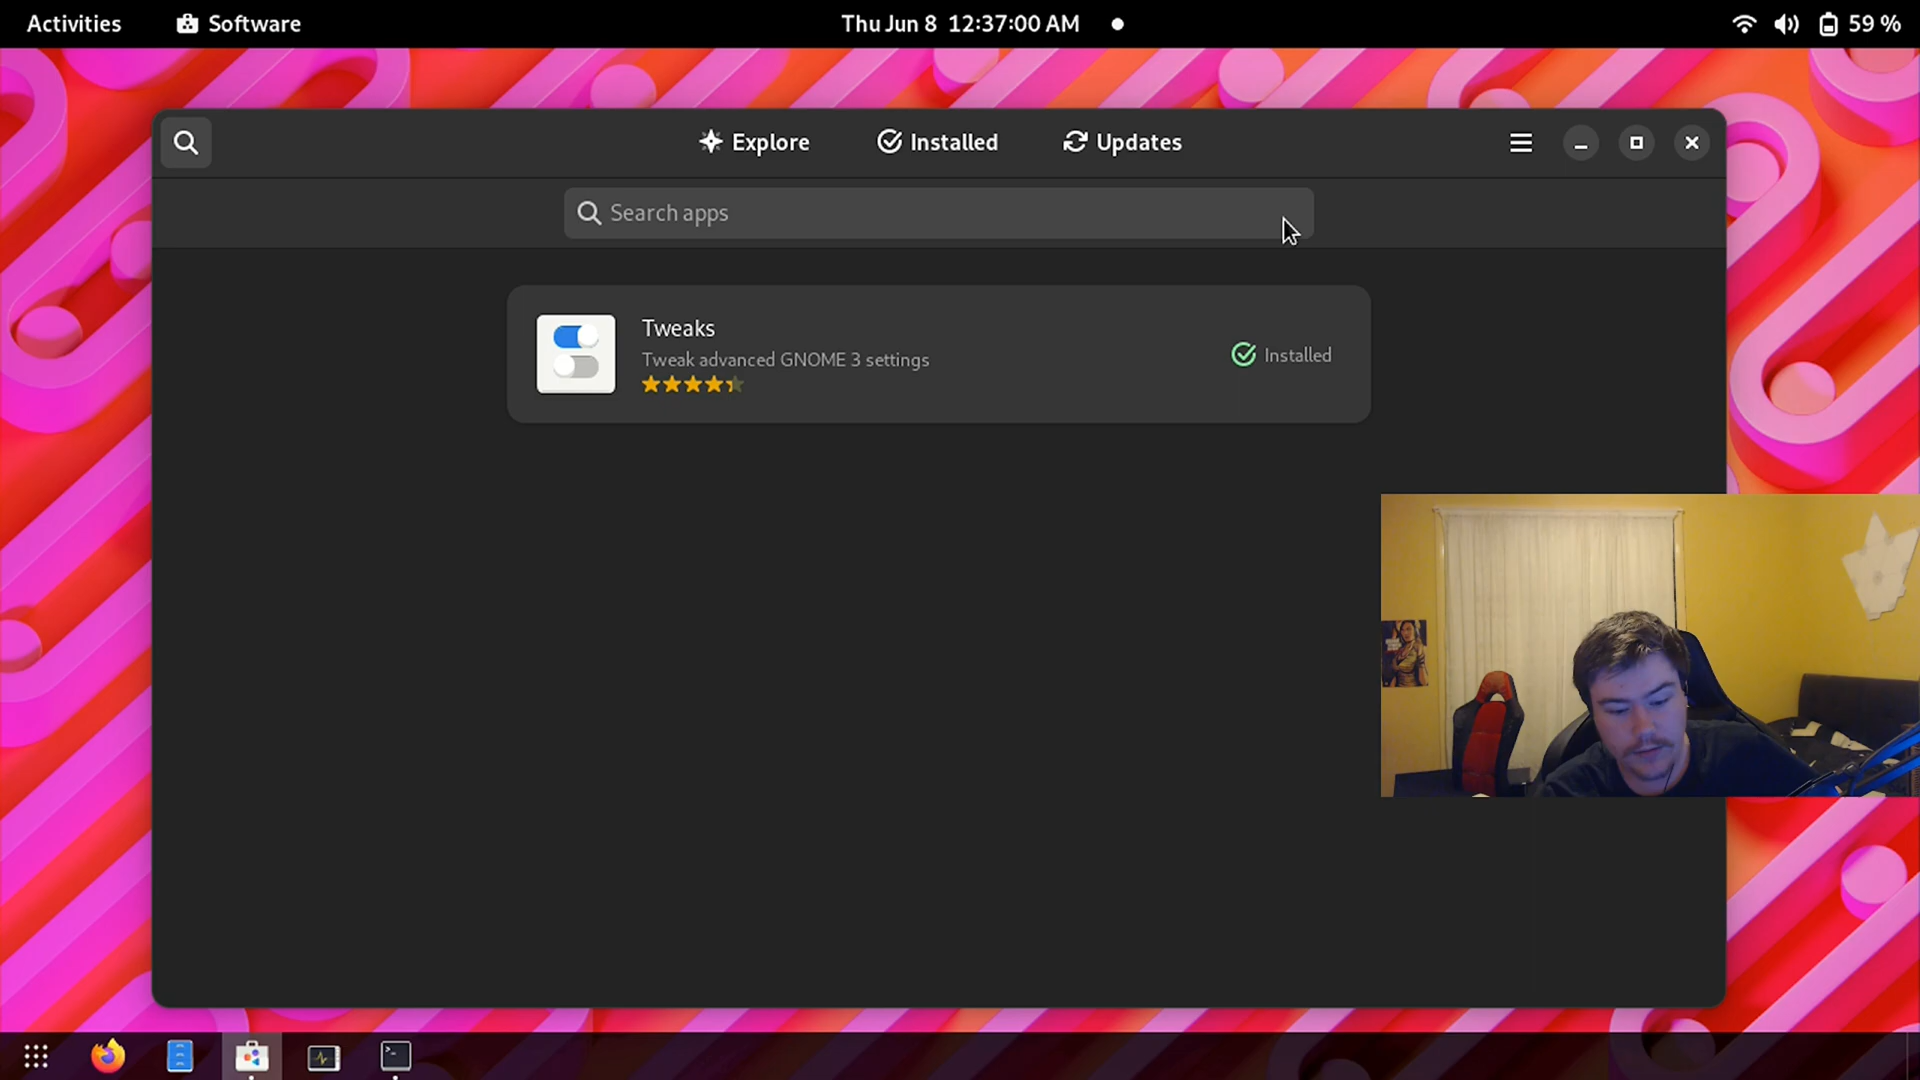 Activities
Software
Thu Jun 8 12:37:00 AM
59 %
Explore
Installed
Updates
Search apps
Tweaks
Tweak advanced GNOME 3 settings
Installed